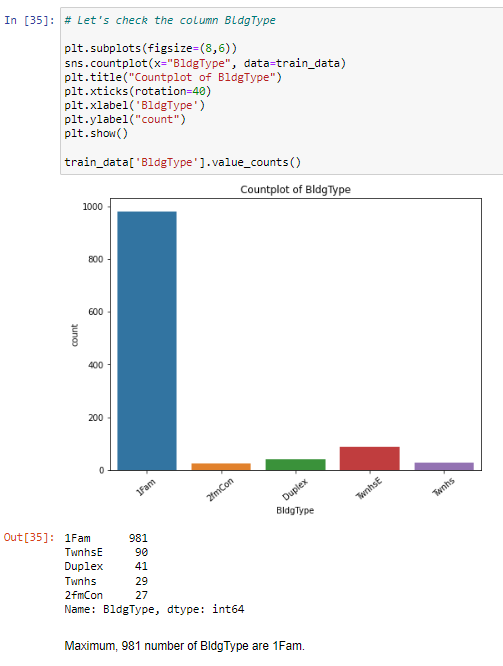 In [35]: # Let's check the column BldgType
plt.subplots(figsize=(8,6))
sns.countplot(x="BldgType", data=train_data)
plt.title("Countplot of BldgType")
plt.xticks(rotation=40)
plt.xlabel('BldgType')
plt.ylabel("count")
plt.show()
train_data['BldgType'].value_counts()
Countplot of BldgType
1000
800
600
400
200
0
count
1Fam 2fmCon Duplex TwnhsE Twnhs
BldgType
Out[35]: 1Fam 981
TwnhsE 90
Duplex 41
Twnhs 29
2fmCon 27
Name: BldgType, dtype: int64
Maximum, 981 number of BldgType are 1Fam.